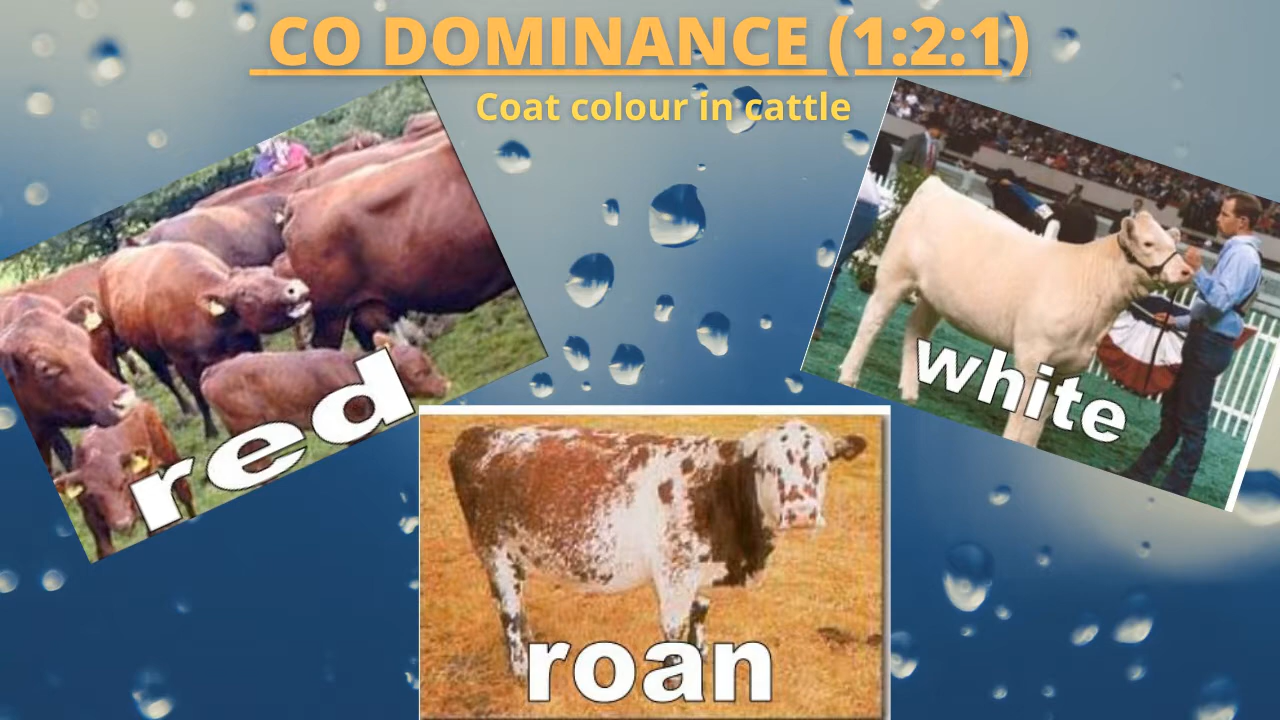 CO DOMINANCE (1:2:1)
Coat colour in cattle
red
white
roan